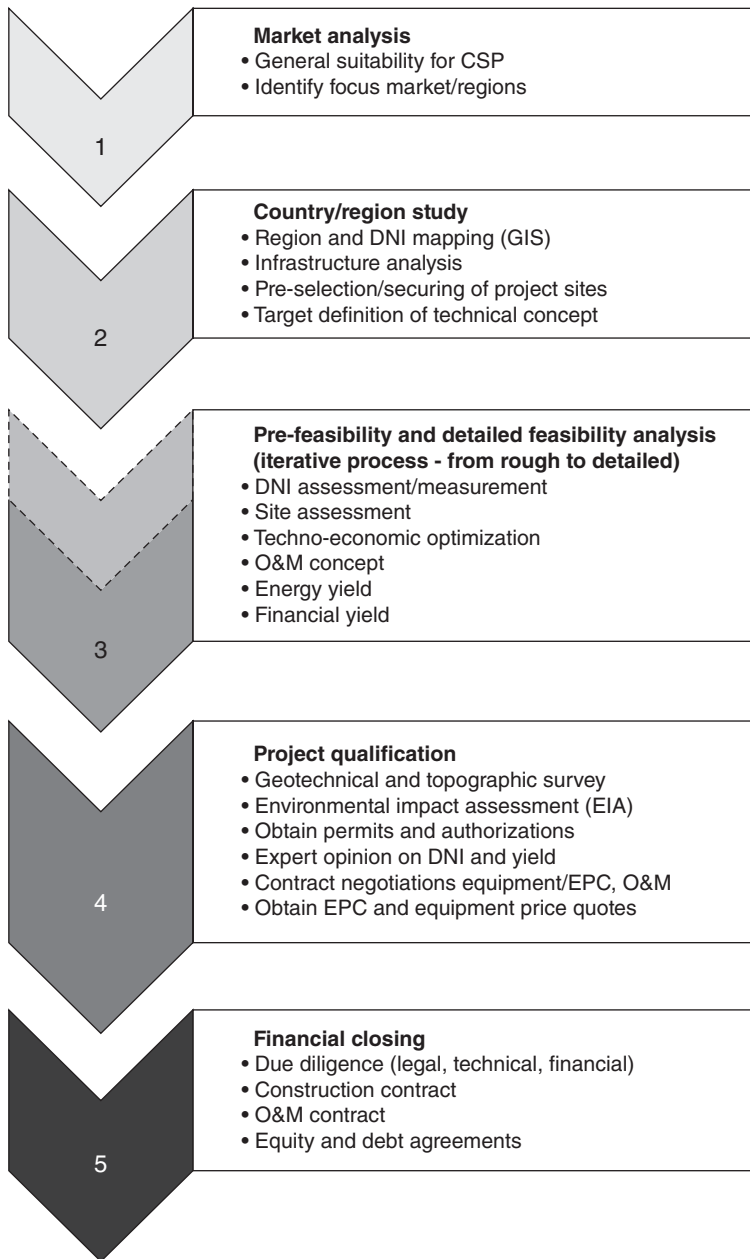 Market analysis
• General suitability for CSP
• Identify focus market/regions
1
Country/region study
• Region and DNI mapping (GIS)
• Infrastructure analysis
• Pre-selection/securing of project sites
• Target definition of technical concept
2
Pre-feasibility and detailed feasibility analysis
(iterative process - from rough to detailed)
• DNI assessment/measurement
• Site assessment
• Techno-economic optimization
• O&M concept
• Energy yield
• Financial yield
3
Project qualification
• Geotechnical and topographic survey
• Environmental impact assessment (EIA)
• Obtain permits and authorizations
• Expert opinion on DNI and yield
• Contract negotiations equipment/EPC, O&M
• Obtain EPC and equipment price quotes
4
Financial closing
• Due diligence (legal, technical, financial)
• Construction contract
• O&M contract
• Equity and debt agreements
5